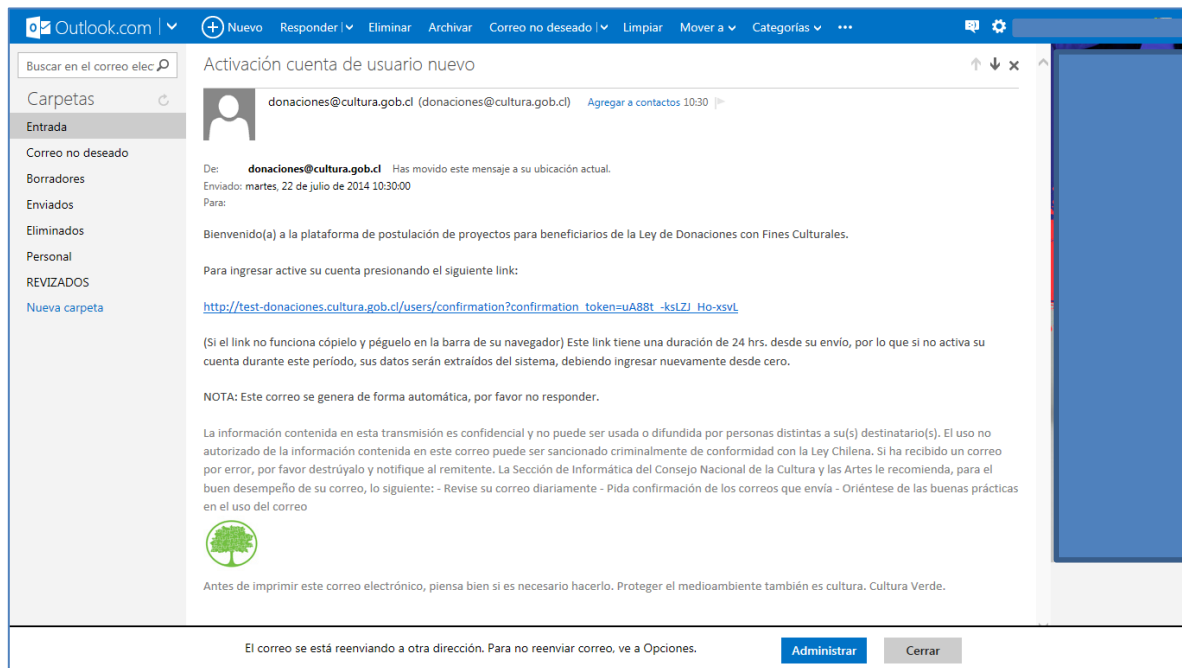 Outlook.com
Nuevo Responder Eliminar Archivar Correo no deseado Limpiar Mover a Categorías •••
Buscar en el correo elec
Carpetas
Entrada
Correo no deseado
Borradores
Enviados
Eliminados
Personal
REVIZADOS
Nueva carpeta
Activación cuenta de usuario nuevo
donaciones@cultura.gob.cl (donaciones@cultura.gob.cl) Agregar a contactos 10:30
De: donaciones@cultura.gob.cl Has movido este mensaje a su ubicación actual.
Enviado: martes, 22 de julio de 2014 10:30:00
Para:
Bienvenido(a) a la plataforma de postulación de proyectos para beneficiarios de la Ley de Donaciones con Fines Culturales.
Para ingresar active su cuenta presionando el siguiente link:
http://test-donaciones.cultura.gob.cl/users/confirmation?confirmation_token=uA88t_-ksLZJ_Ho-xsvL
(Si el link no funciona cópielo y péguelo en la barra de su navegador) Este link tiene una duración de 24 hrs. desde su envío, por lo que si no activa su
cuenta durante este período, sus datos serán extraídos del sistema, debiendo ingresar nuevamente desde cero.
NOTA: Este correo se genera de forma automática, por favor no responder.
La información contenida en esta transmisión es confidencial y no puede ser usada o difundida por personas distintas a su(s) destinatario(s). El uso no
autorizado de la información contenida en este correo puede ser sancionado criminalmente de conformidad con la Ley Chilena. Si ha recibido un correo
por error, por favor destrúyalo y notifique al remitente. La Sección de Informática del Consejo Nacional de la Cultura y las Artes le recomienda, para el
buen desempeño de su correo, lo siguiente: - Revise su correo diariamente - Pida confirmación de los correos que envía - Oriéntese de las buenas prácticas
en el uso del correo
Antes de imprimir este correo electrónico, piensa bien si es necesario hacerlo. Proteger el medioambiente también es cultura. Cultura Verde.
El correo se está reenviando a otra dirección. Para no reenviar correo, ve a Opciones. Administrar Cerrar